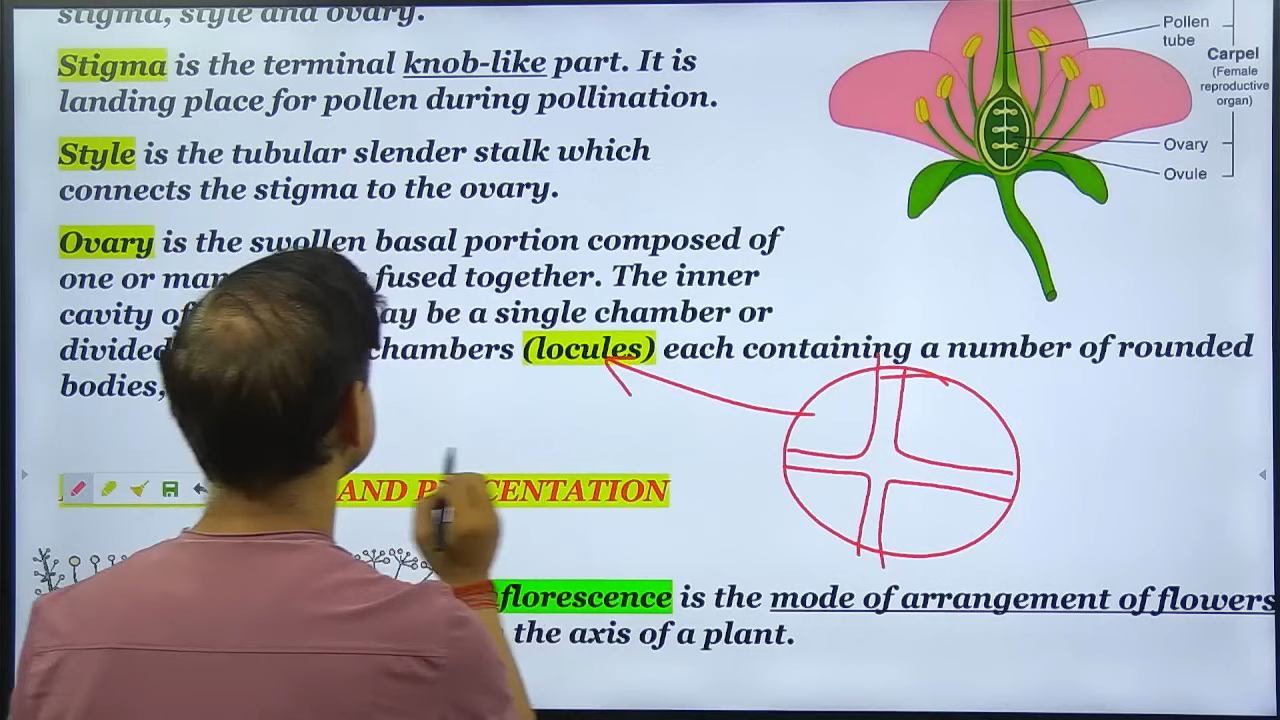 stigma, style and ovary.
Stigma is the terminal knob-like part. It is
landing place for pollen during pollination.
Style is the tubular slender stalk which
connects the stigma to the ovary.
Ovary is the swollen basal portion composed of
one or fused together. The inner
cavity may be a single chamber or
divided chambers (locules) each containing a number of rounded
bodies,
AND
florescence is the mode of arrangement of flowers
the axis of a plant.
Pollen
tube
Carpel
(Female
reproductive
organ)
Ovary
Ovule